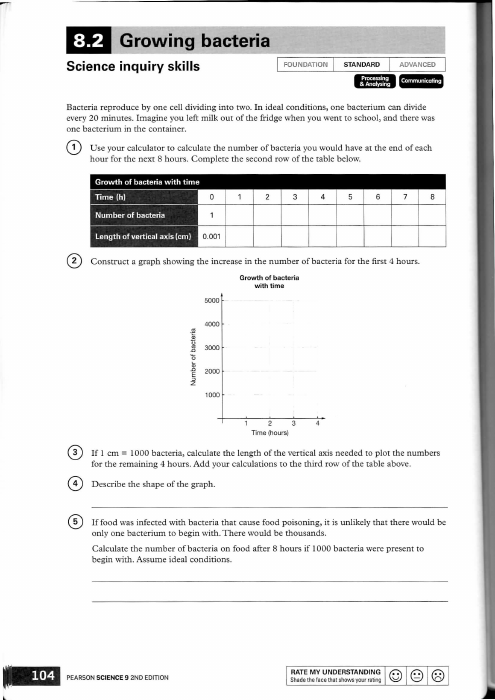 8.2 Growing bacteria
Science inquiry skills
FOUNDATION STANDARD ADVANCED
Processing & Analysing
Communicating
Bacteria reproduce by one cell dividing into two. In ideal conditions, one bacterium can divide
every 20 minutes. Imagine you left milk out of the fridge when you went to school, and there was
one bacterium in the container.
1 Use your calculator to calculate the number of bacteria you would have at the end of each
hour for the next 8 hours. Complete the second row of the table below.
Growth of bacteria with time
Time (h) 0 1 2 3 4 5 6 7 8
Number of bacteria 1
Length of vertical axis (cm) 0.001
2 Construct a graph showing the increase in the number of bacteria for the first 4 hours.
Growth of bacteria
with time
5000
4000
3000
2000
1000
Number of bacteria
1 2 3 4
Time (hours)
3 If 1 cm = 1000 bacteria, calculate the length of the vertical axis needed to plot the numbers
for the remaining 4 hours. Add your calculations to the third row of the table above.
4 Describe the shape of the graph.
5 If food was infected with bacteria that cause food poisoning, it is unlikely that there would be
only one bacterium to begin with. There would be thousands.
Calculate the number of bacteria on food after 8 hours if 1000 bacteria were present to
begin with. Assume ideal conditions.
104 PEARSON SCIENCE 9 2ND EDITION
RATE MY UNDERSTANDING
Shade the face that shows your rating